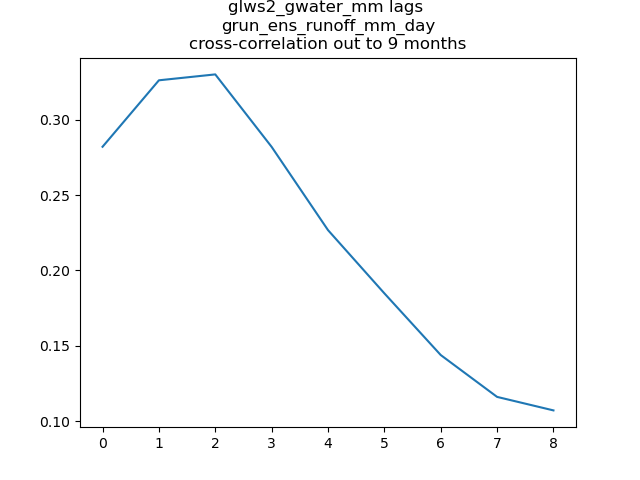 glws2_gwater_mm lags
grun_ens_runoff_mm_day
cross-correlation out to 9 months
0.30
0.25
0.20
0.15
0.10
0 1 2 3 4 5 6 7 8